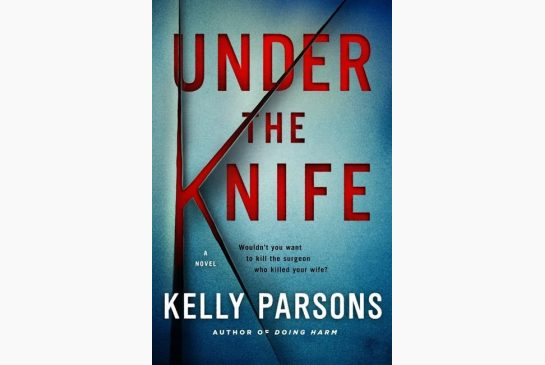 UNDER
THE
KNIFE
A
NOVEL
Wouldn't you want
to kill the surgeon
who killed your wife?
KELLY PARSONS
AUTHOR OF DOING HARM